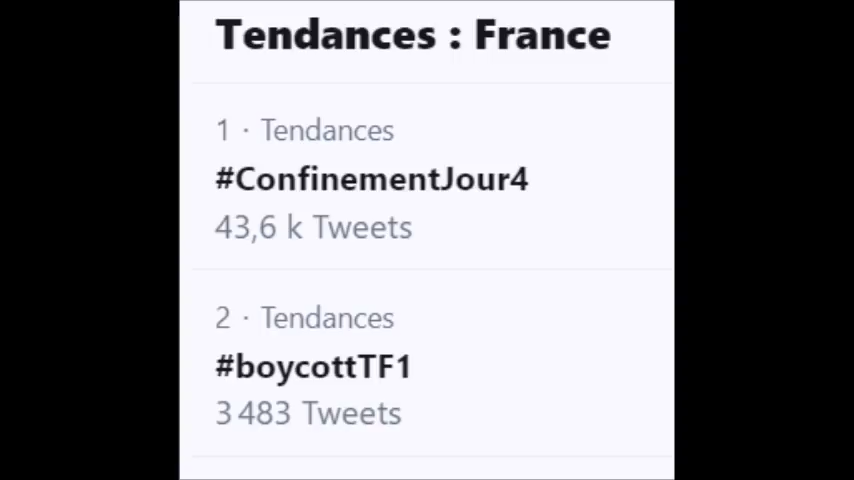 Tendances : France
1 · Tendances
#ConfinementJour4
43,6 k Tweets
2 · Tendances
#boycottTF1
3 483 Tweets